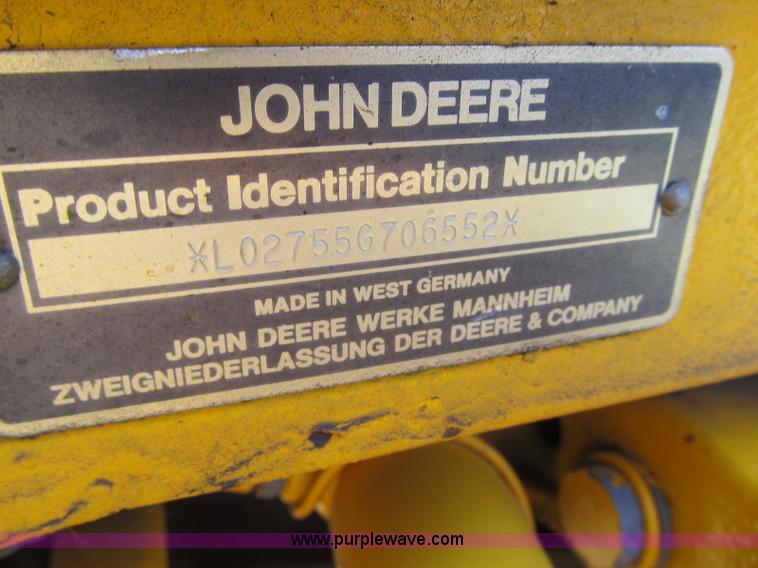 JOHN DEERE
Product Identification Number
*L02755G706552*
MADE IN WEST GERMANY
JOHN DEERE WERKE MANNHEIM
ZWEIGNIEDERLASSUNG DER DEERE & COMPANY
www.purplewave.com